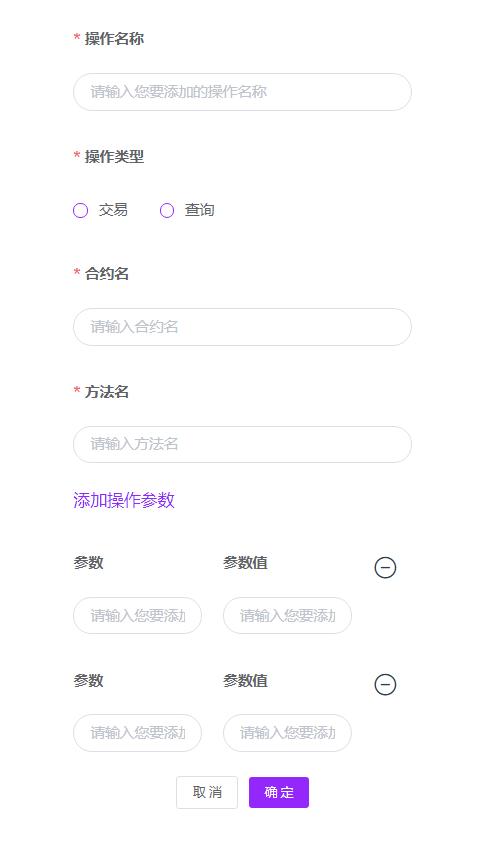 * 操作名称
请输入您要添加的操作名称
* 操作类型
交易 查询
* 合约名
请输入合约名
* 方法名
请输入方法名
添加操作参数
参数 参数值
请输入您要添加 请输入您要添加
参数 参数值
请输入您要添加 请输入您要添加
取消 确定